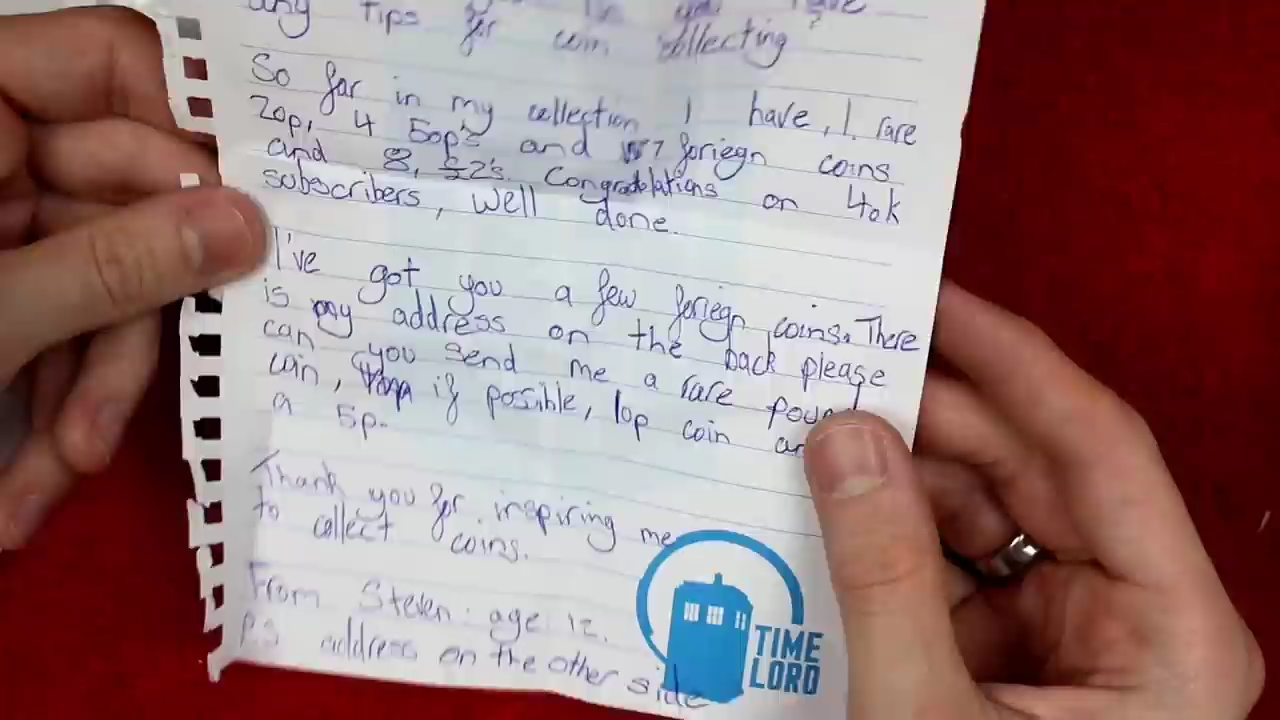 any Tips for coin collecting?
So far in my collection I have, 1 rare
20p, 4 50p's and 7 foriegn coins
and 8, £2's. Congradolations on 40k
subscribers, well done.
I've got you a few foriegn coins. There
is my address on the back please
can you send me a rare
coin, if possible, 10p coin
a 5p.
Thank you for inspiring me
to collect coins.
From Steven age 12.
P.S address on the other side
TIME
LORD